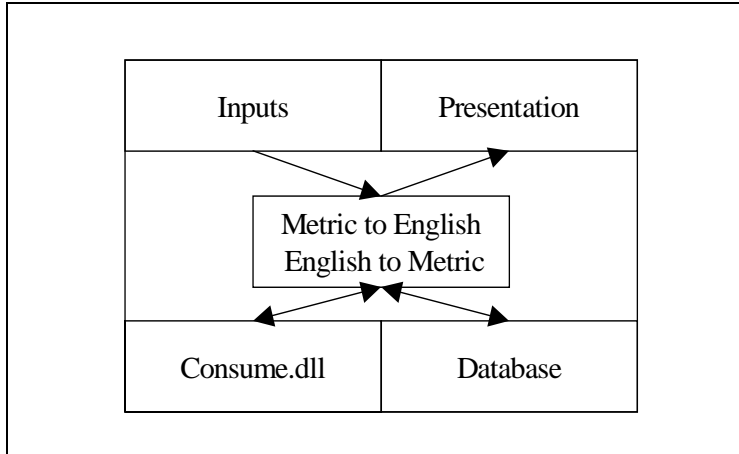 Inputs
Presentation
Metric to English
English to Metric
Consume.dll
Database